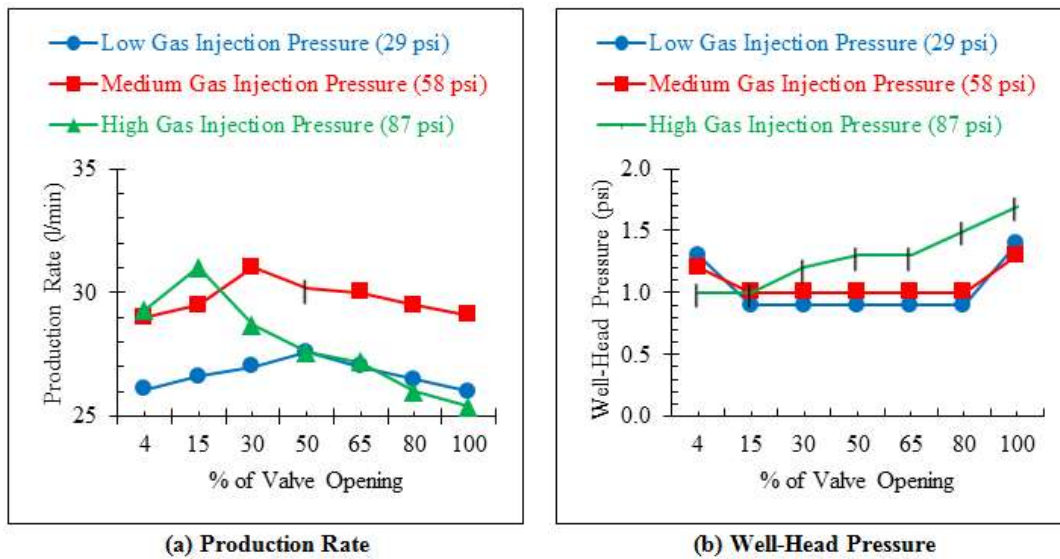 Low Gas Injection Pressure (29 psi)
Medium Gas Injection Pressure (58 psi)
High Gas Injection Pressure (87 psi)
Production Rate (l/min)
35
30
25
4 15 30 50 65 80 100
% of Valve Opening
(a) Production Rate
Low Gas Injection Pressure (29 psi)
Medium Gas Injection Pressure (58 psi)
High Gas Injection Pressure (87 psi)
Well-Head Pressure (psi)
2.0
1.5
1.0
0.5
0.0
4 15 30 50 65 80 100
% of Valve Opening
(b) Well-Head Pressure